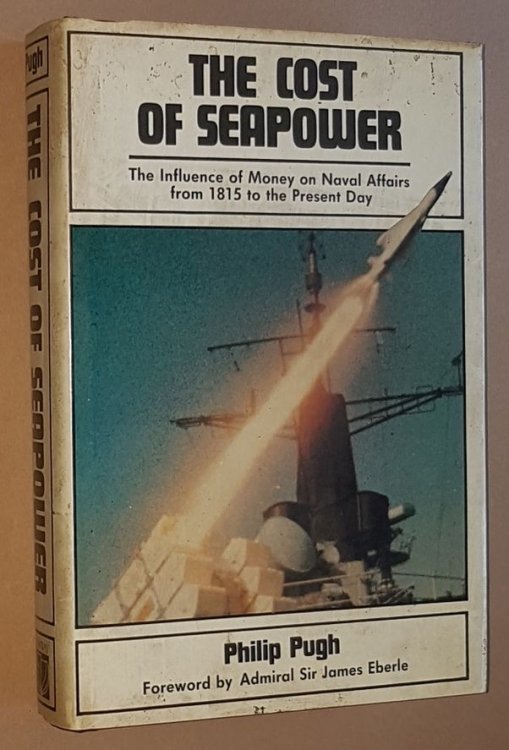 THE COST
OF SEAPOWER
The Influence of Money on Naval Affairs
from 1815 to the Present Day
Philip Pugh
Foreword by Admiral Sir James Eberle
Pugh
THE COST OF SEAPOWER